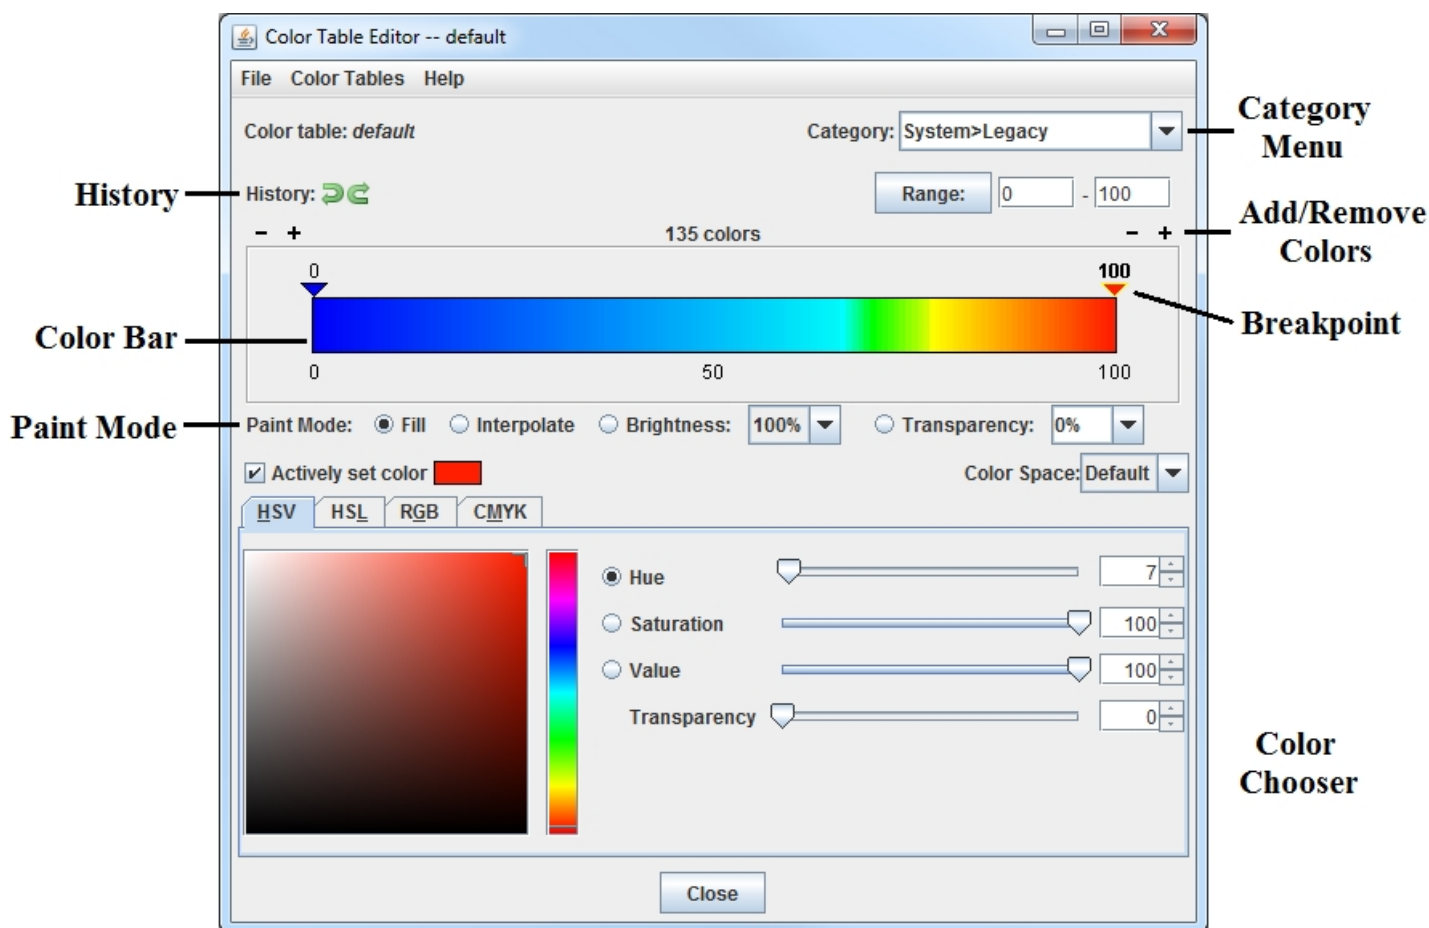 Color Table Editor -- default
File Color Tables Help
Color table: default
Category: System>Legacy
Category
Menu
History
History:
Range: 0 - 100
- +
135 colors
- +
Add/Remove
Colors
0
100
Breakpoint
Color Bar
0
50
100
Paint Mode
Paint Mode: Fill Interpolate Brightness: 100% Transparency: 0%
Actively set color
Color Space: Default
HSV HSL RGB CMYK
Hue 7
Saturation 100
Value 100
Transparency 0
Color
Chooser
Close